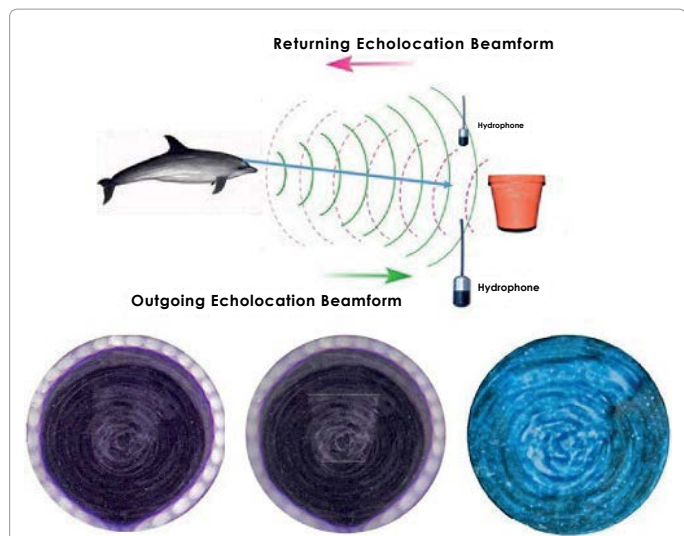 Returning Echolocation Beamform
Hydrophone
Hydrophone
Outgoing Echolocation Beamform